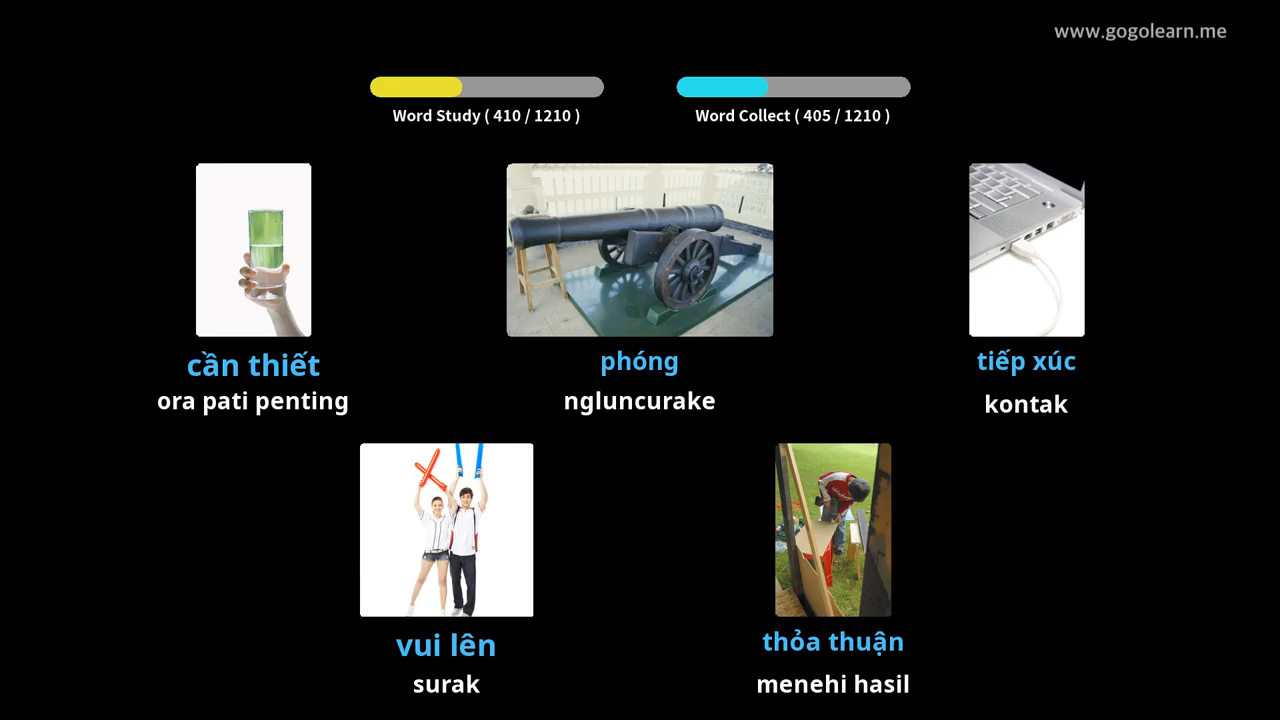 www.gogolearn.me
Word Study ( 410 / 1210 )
Word Collect ( 405 / 1210 )
cần thiết
ora pati penting
phóng
ngluncurake
tiếp xúc
kontak
vui lên
surak
thỏa thuận
menehi hasil